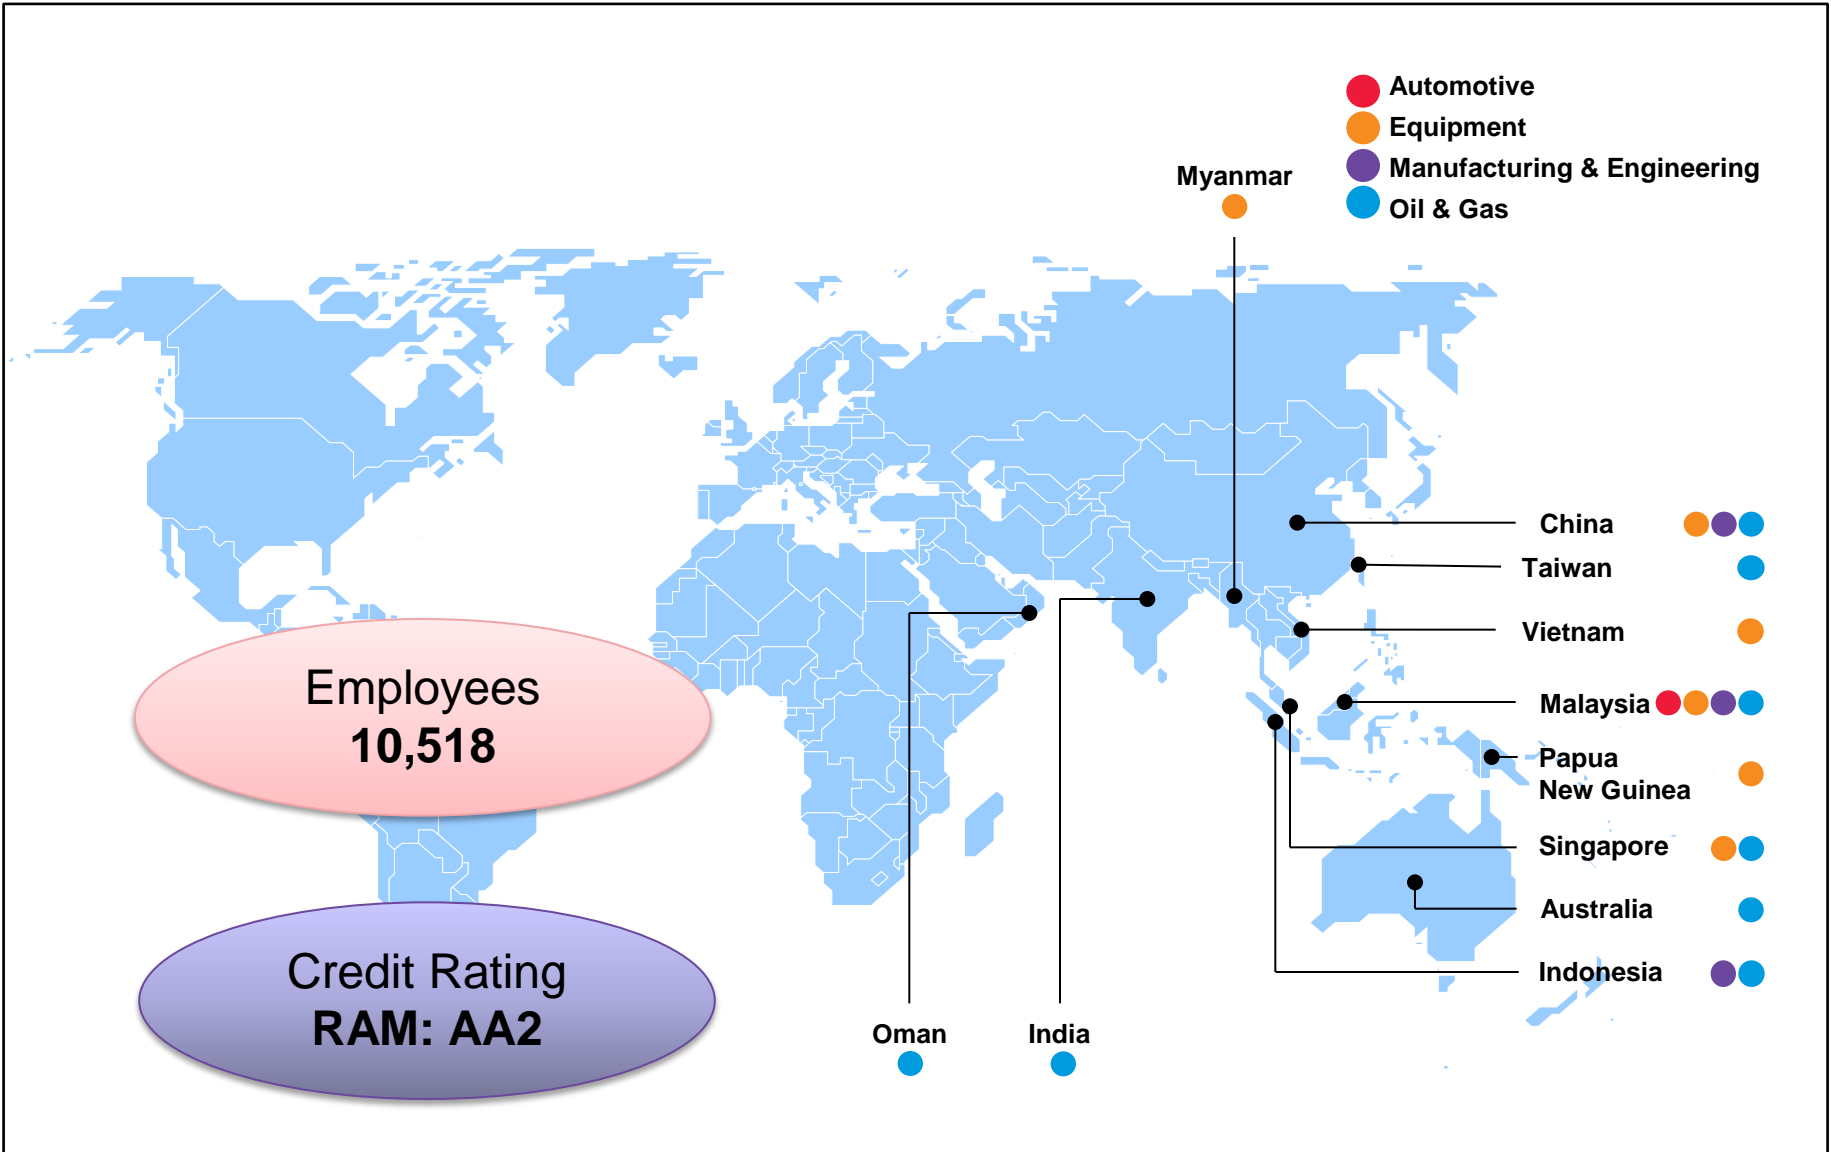 Automotive
Equipment
Manufacturing & Engineering
Oil & Gas
Myanmar
China
Taiwan
Vietnam
Malaysia
Papua
New Guinea
Singapore
Australia
Indonesia
Employees
10,518
Credit Rating
RAM: AA2
Oman
India